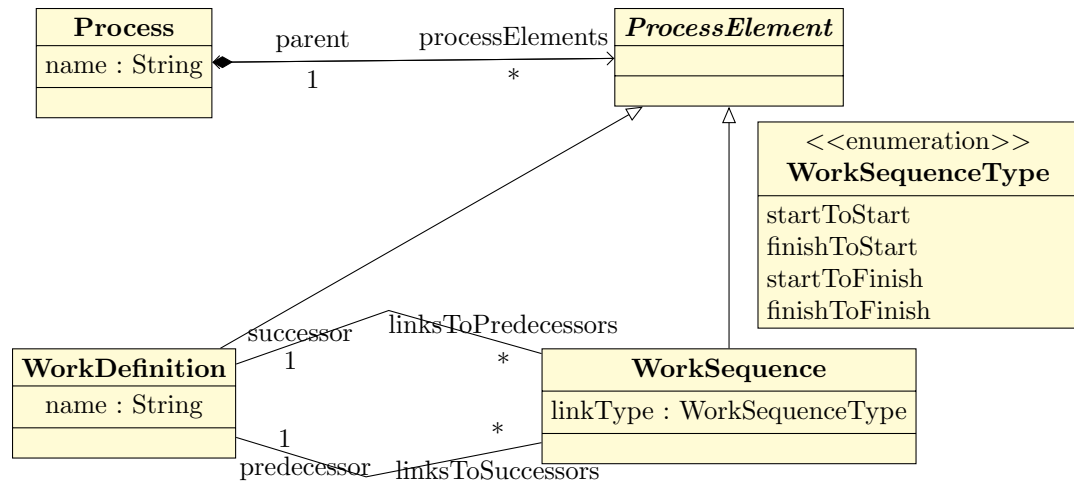 Process
name : String
parent
processElements
1
*
ProcessElement
<<enumeration>>
WorkSequenceType
startToStart
finishToStart
startToFinish
finishToFinish
successor
linksToPredecessors
1
*
WorkDefinition
name : String
WorkSequence
linkType : WorkSequenceType
1
*
predecessor
linksToSuccessors